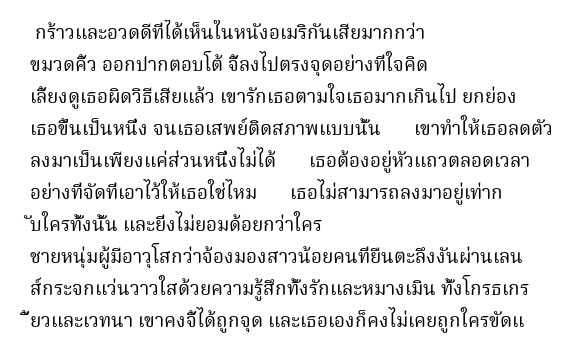 กร้าวและอวดดีที่ได้เห็นในหนังอเมริกันเสียมากกว่า
ขมวดคิ้ว ออกปากตอบโต้ จี้ลงไปตรงจุดอย่างที่ใจคิด
เลี้ยงดูเธอผิดวิธีเสียแล้ว เขารักเธอตามใจเธอมากเกินไป ยกย่อง
เธอขึ้นเป็นหนึ่ง จนเธอเสพย์ติดสภาพแบบนั้น เขาทำให้เธอลดตัว
ลงมาเป็นเพียงแค่ส่วนหนึ่งไม่ได้ เธอต้องอยู่หัวแถวตลอดเวลา
อย่างที่จัดที่เอาไว้ให้เธอใช่ไหม เธอไม่สามารถลงมาอยู่เท่าก
ับใครทั้งนั้น และยิ่งไม่ยอมด้อยกว่าใคร
ชายหนุ่มผู้มีอาวุโสกว่าจ้องมองสาวน้อยคนที่ยืนตะลึงงันผ่านเลน
ส์กระจกแว่นวาวใสด้วยความรู้สึกทั้งรักและหมางเมิน ทั้งโกรธเกร
ี้ยวและเวทนา เขาคงจี้ได้ถูกจุด และเธอเองก็คงไม่เคยถูกใครขัดแ